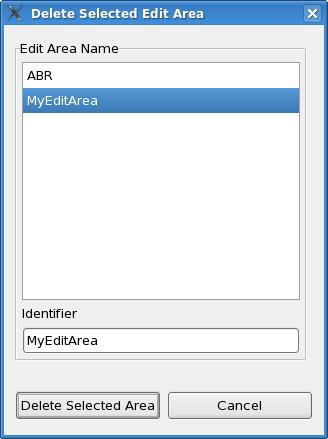 Delete Selected Edit Area
Edit Area Name
ABR
MyEditArea
Identifier
MyEditArea
Delete Selected Area
Cancel